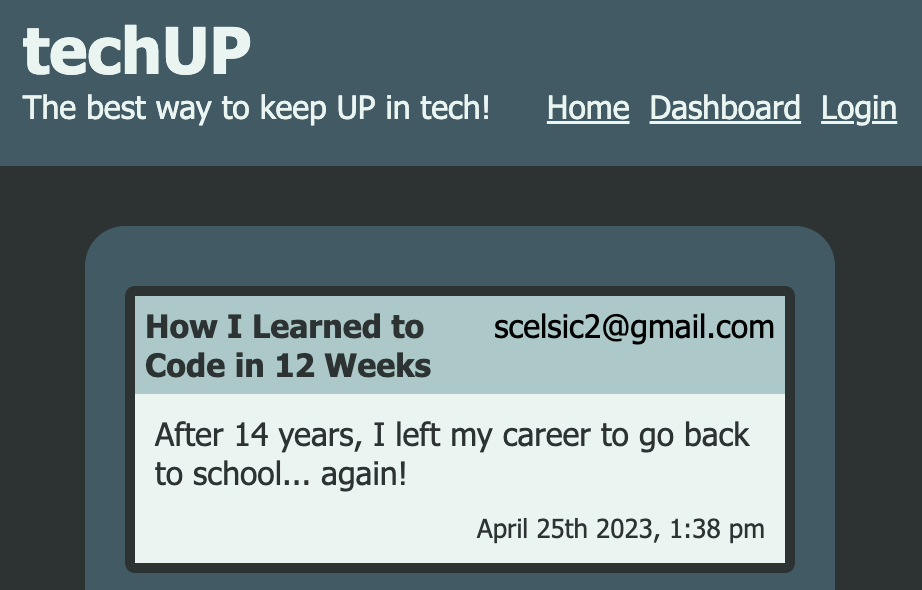 techUP
The best way to keep UP in tech!
Home Dashboard Login
How I Learned to
Code in 12 Weeks
scelsic2@gmail.com
After 14 years, I left my career to go back
to school... again!
April 25th 2023, 1:38 pm